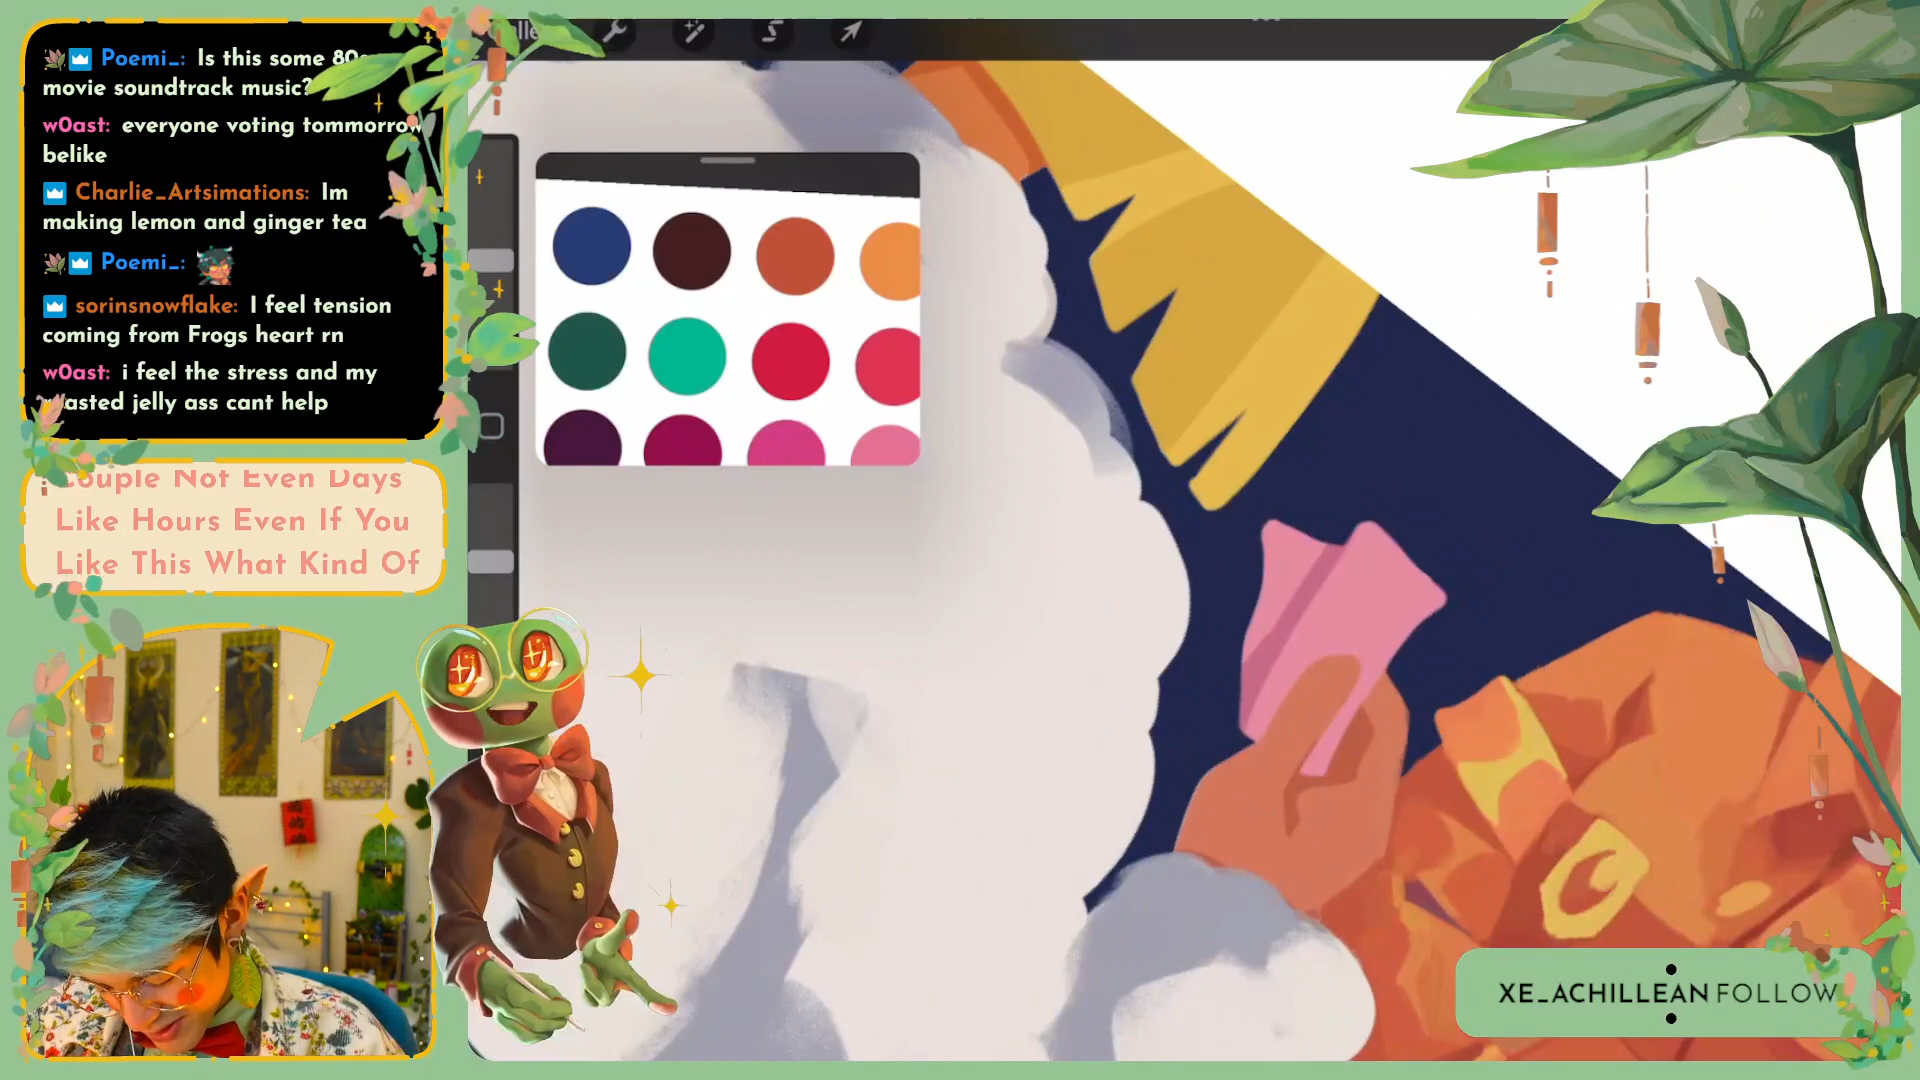 Poemi_: Is this some 80s
movie soundtrack music?
w0ast: everyone voting tommorrow
belike
Charlie_Artsimations: Im
making lemon and ginger tea
Poemi_:
sorinsnowflake: I feel tension
coming from Frogs heart rn
w0ast: i feel the stress and my
ass cant help jelly
Couple Not Even Days
Like Hours Even If You
Like This What Kind Of
XE_ACHILLEAN FOLLOW